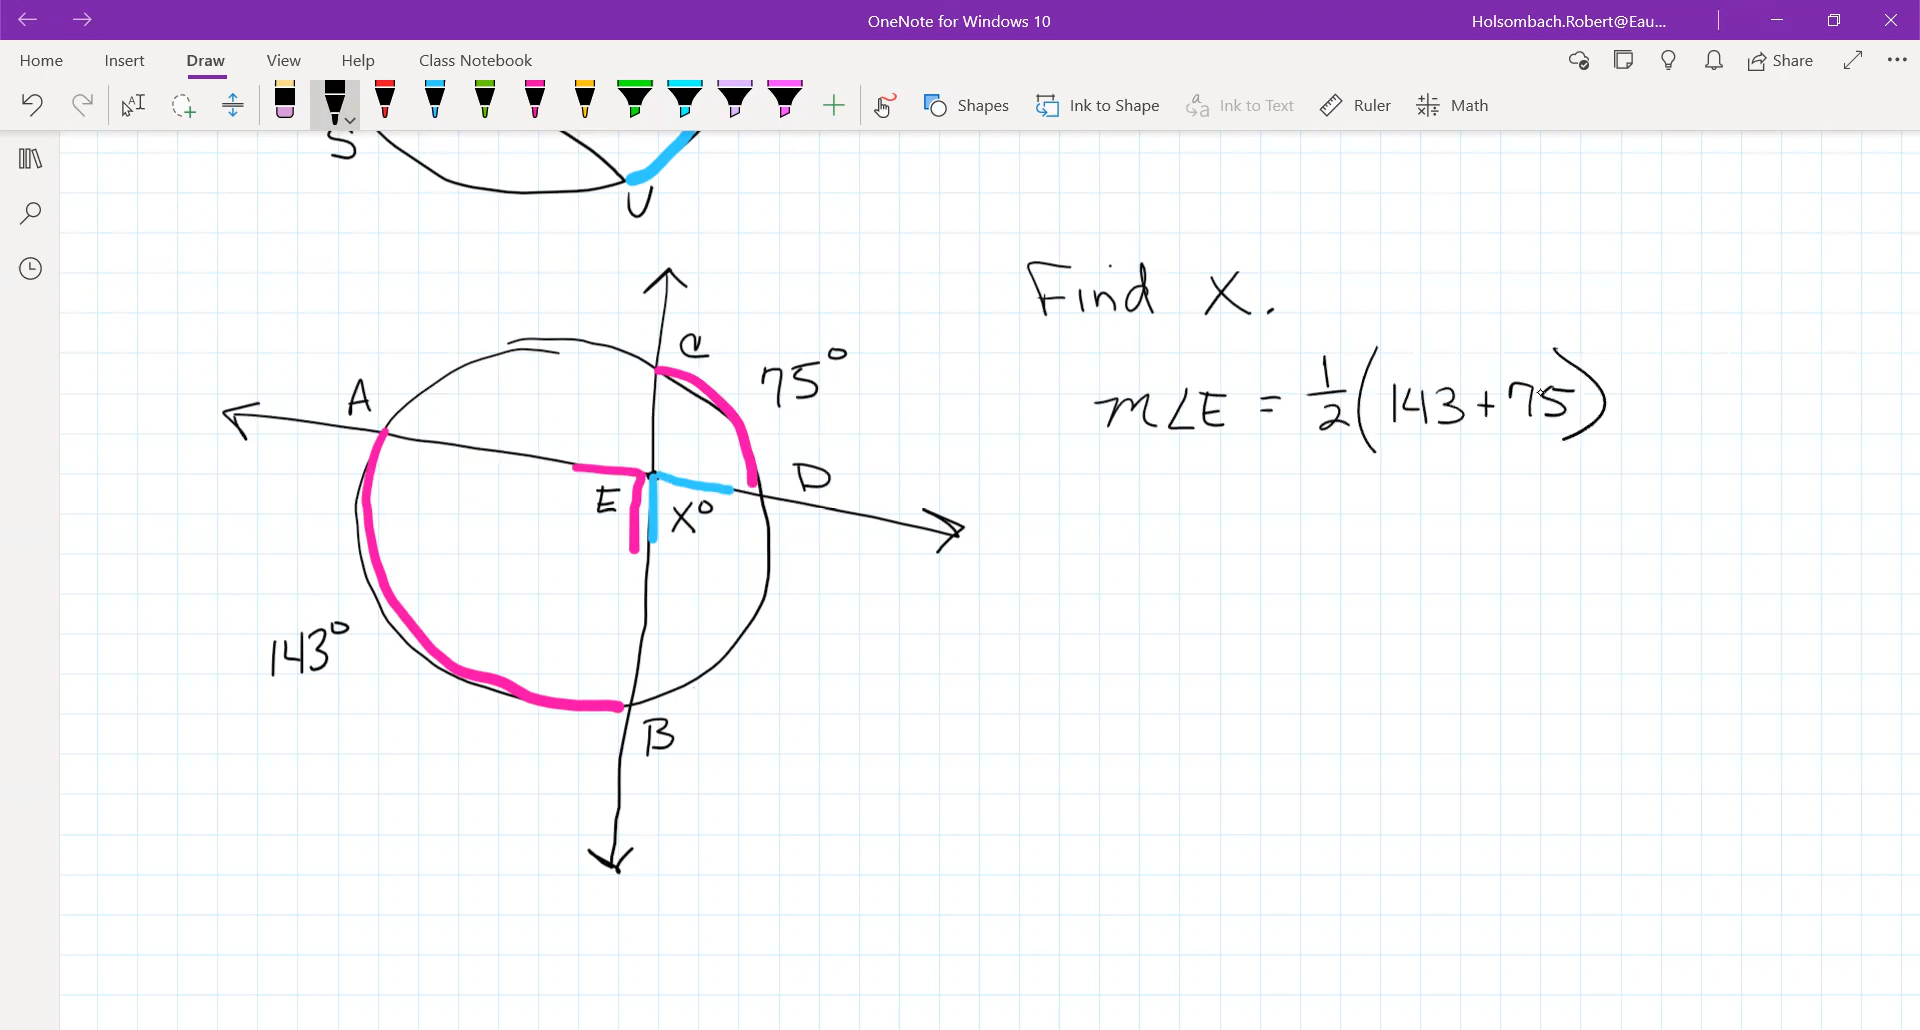 OneNote for Windows 10
Holsombach.Robert@Eau...
Home Insert Draw View Help Class Notebook
Share
Shapes Ink to Shape Ink to Text Ruler Math
S
U
Find X.
C
75°
A
m∠E = 1/2(143+75)
D
E
X°
143°
B